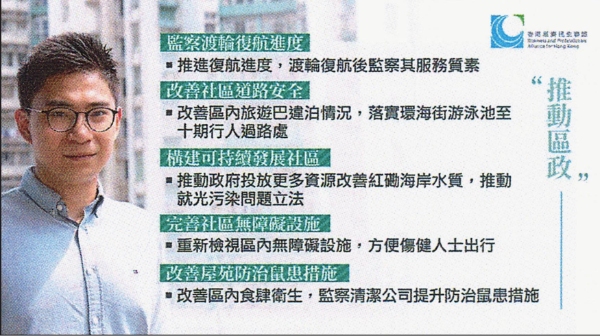 香港經濟民生聯盟
Business and Professionals
Alliance for Hong Kong
“推動區政”
監察渡輪復航進度
▪推進復航進度，渡輪復航後監察其服務質素
改善社區道路安全
▪改善區內旅遊巴違泊情況，落實環海街游泳池至
十期行人過路處
構建可持續發展社區
▪推動政府投放更多資源改善紅磡海岸水質，推動
就光污染問題立法
完善社區無障礙設施
▪重新檢視區內無障礙設施，方便傷健人士出行
改善屋苑防治鼠患措施
▪改善區內食肆衛生，監察清潔公司提升防治鼠患措施